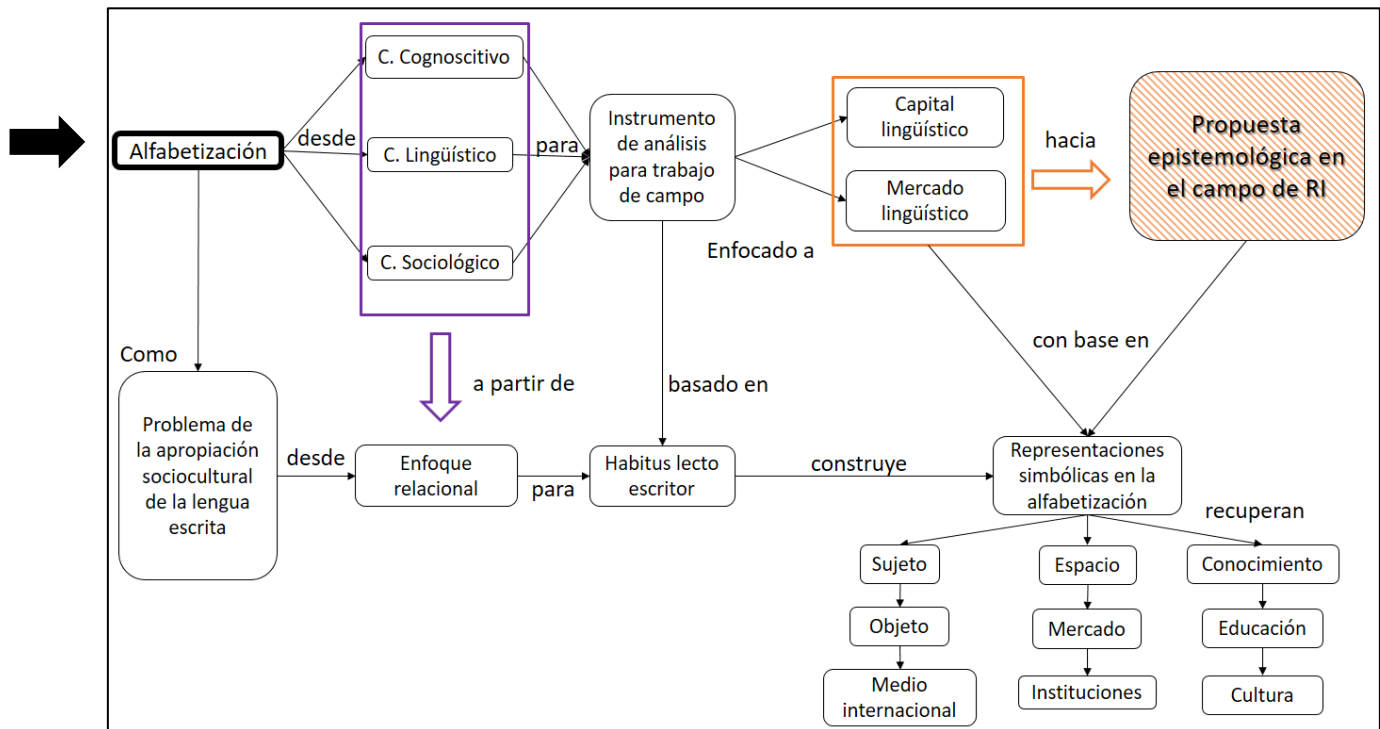 C. Cognoscitivo
Alfabetización
desde
C. Lingüístico
para
C. Sociológico
Instrumento
de análisis
para trabajo
de campo
Capital
lingüístico
Mercado
lingüístico
Enfocado a
hacia
Propuesta
epistemológica en
el campo de RI
Como
a partir de
basado en
con base en
Problema de
la apropiación
sociocultural
de la lengua
escrita
desde
Enfoque
relacional
para
Habitus lecto
escritor
construye
Representaciones
simbólicas en la
alfabetización
recuperan
Sujeto
Espacio
Conocimiento
Objeto
Mercado
Educación
Medio
internacional
Instituciones
Cultura